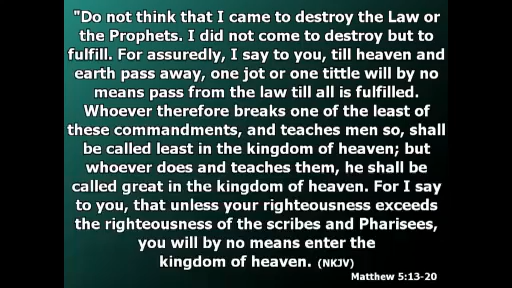 "Do not think that I came to destroy the Law or
the Prophets. I did not come to destroy but to
fulfill. For assuredly, I say to you, till heaven and
earth pass away, one jot or one tittle will by no
means pass from the law till all is fulfilled.
Whoever therefore breaks one of the least of
these commandments, and teaches men so, shall
be called least in the kingdom of heaven; but
whoever does and teaches them, he shall be
called great in the kingdom of heaven. For I say
to you, that unless your righteousness exceeds
the righteousness of the scribes and Pharisees,
you will by no means enter the
kingdom of heaven. (NKJV)
Matthew 5:13-20